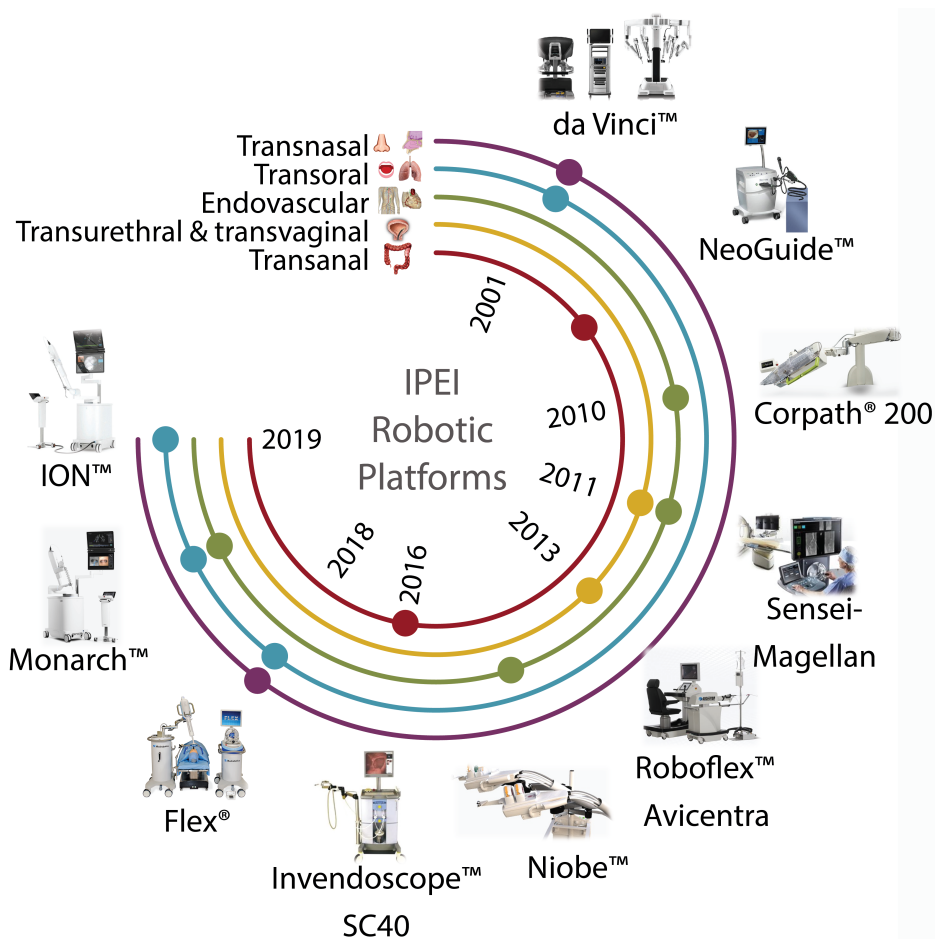 da Vinci™
Transnasal
Transoral
Endovascular
Transurethral & transvaginal
Transanal
NeoGuide™
2001
IPEI
Robotic
Platforms
2010
2011
2013
2016
2018
2019
Corpath® 200
Sensei-
Magellan
Roboflex™
Avicentra
Niobe™
Invendoscope™
SC40
Flex®
Monarch™
ION™